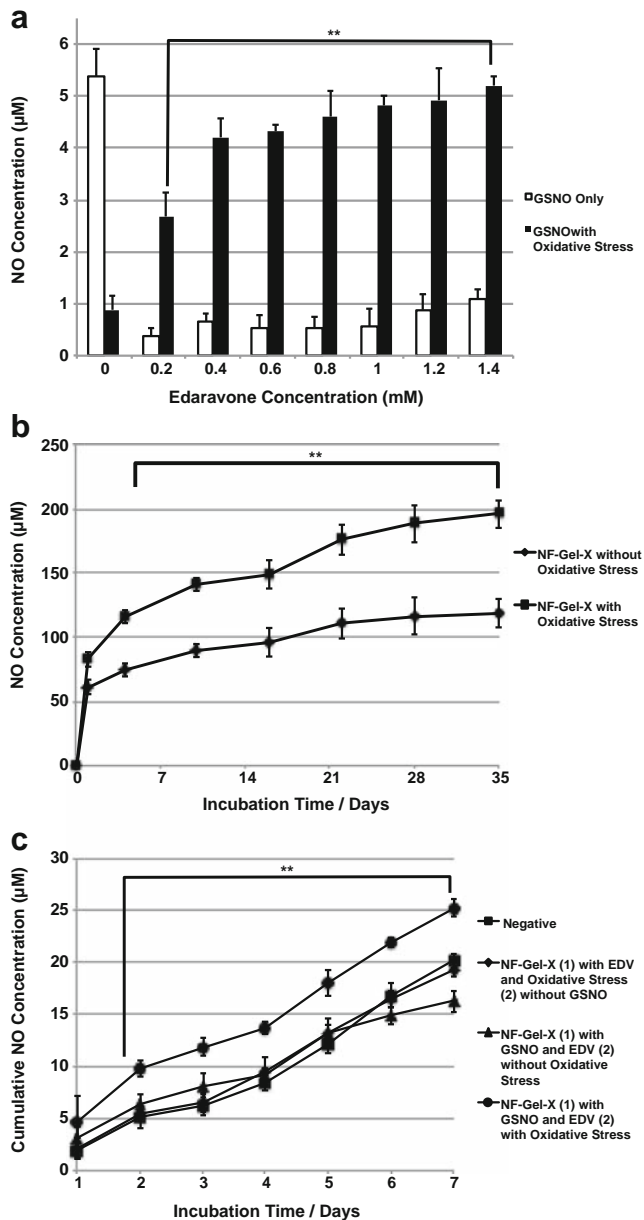 a
**
NO Concentration (µM)
6
5
4
3
2
1
0
0 0.2 0.4 0.6 0.8 1 1.2 1.4
Edaravone Concentration (mM)
GSNO Only
GSNOwith
Oxidative Stress
b
**
NO Concentration (µM)
250
200
150
100
50
0
0 7 14 21 28 35
Incubation Time / Days
NF-Gel-X without
Oxidative Stress
NF-Gel-X with
Oxidative Stress
c
**
Cumulative NO Concentration (µM)
30
25
20
15
10
5
0
1 2 3 4 5 6 7
Incubation Time / Days
Negative
NF-Gel-X (1) with EDV
and Oxidative Stress
(2) without GSNO
NF-Gel-X (1) with
GSNO and EDV (2)
without Oxidative
Stress
NF-Gel-X (1) with
GSNO and EDV (2)
with Oxidative Stress